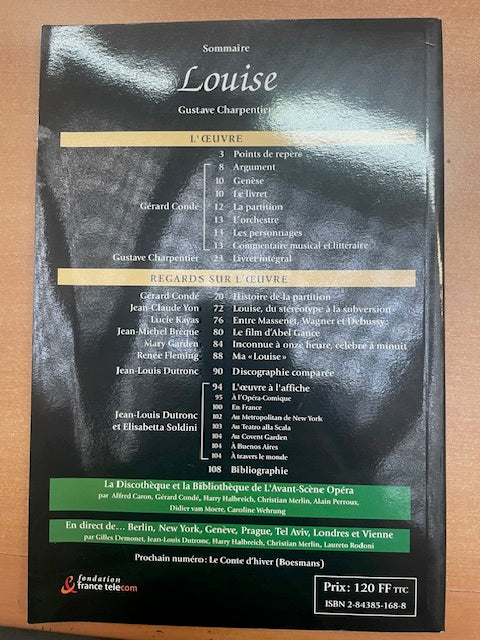 Sommaire
Louise
Gustave Charpentier
L'ŒUVRE
3 Points de repère
8 Argument
10 Genèse
10 Le livret
Gérard Condé 12 La partition
13 L'orchestre
13 Les personnages
13 Commentaire musical et littéraire
Gustave Charpentier 23 Livret intégral
REGARDS SUR L'ŒUVRE
Gérard Condé 70 Histoire de la partition
Jean-Claude Yon 72 Louise, du stéréotype à la subversion
Lucie Kayas 76 Entre Massenet, Wagner et Debussy
Jean-Michel Brèque 80 Le film d'Abel Gance
Mary Garden 84 Inconnue à onze heure, célèbre à minuit
Renée Fleming 88 Ma «Louise»
Jean-Louis Dutronc 90 Discographie comparée
94 L'œuvre à l'affiche
95 À l'Opéra-Comique
100 En France
Jean-Louis Dutronc 102 Au Metropolitan de New York
et Elisabetta Soldini 103 Au Teatro alla Scala
104 Au Covent Garden
104 À Buenos Aires
104 À travers le monde
108 Bibliographie
La Discothèque et la Bibliothèque de L'Avant-Scène Opéra
par Alfred Caron, Gérard Condé, Harry Halbreich, Christian Merlin, Alain Perroux,
Didier van Moere, Caroline Wehrung
En direct de... Berlin, New York, Genève, Prague, Tel Aviv, Londres et Vienne
par Gilles Demonet, Jean-Louis Dutronc, Harry Halbreich, Christian Merlin, Laureto Rodoni
Prochain numéro : Le Conte d'hiver (Boesmans)
fondation
france telecom
Prix : 120 FF TTC
ISBN 2-84385-168-8